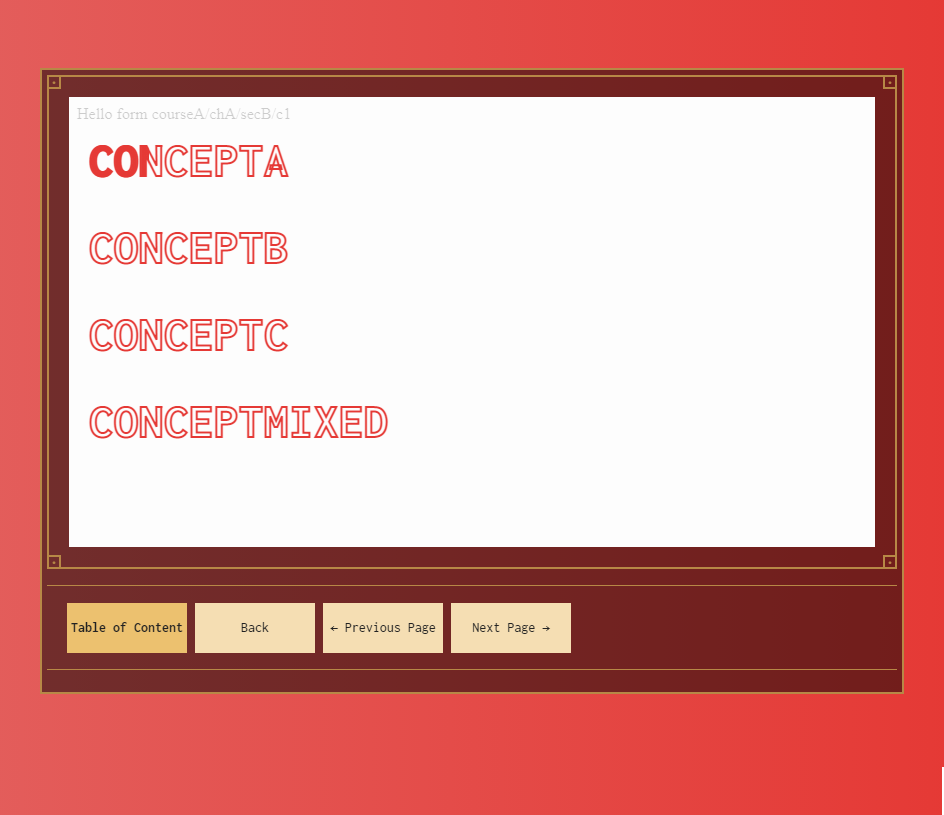 Hello form courseA/chA/secB/c1
CONCEPTA
CONCEPTB
CONCEPTC
CONCEPTMIXED
Table of Content
Back
← Previous Page
Next Page →